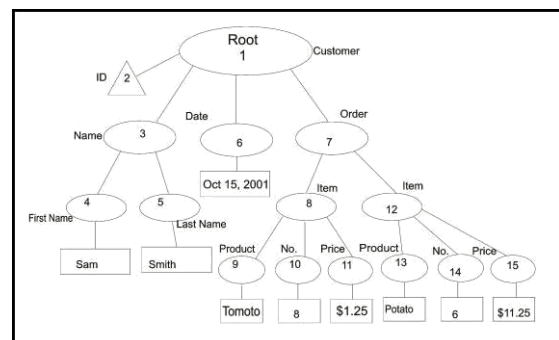 Root
1
Customer
ID
2
Name
3
Date
6
Order
7
4
First Name
5
Last Name
Oct 15, 2001
Item
8
Item
12
Sam
Smith
Product
9
No.
10
Price
11
Product
13
No.
14
Price
15
Tomoto
8
$1.25
Potato
6
$11.25